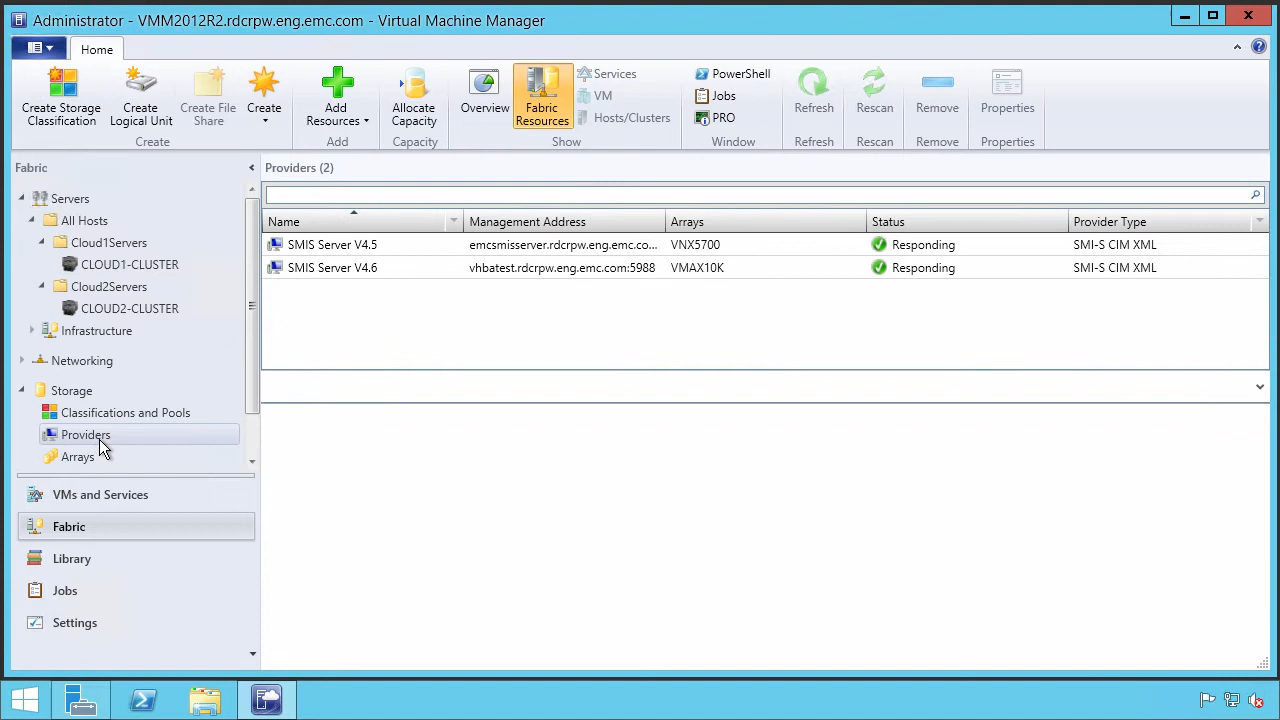 Administrator - VMM2012R2.rdcrpw.eng.emc.com - Virtual Machine Manager
Home
Create Storage Classification
Create Logical Unit
Create File Share
Create
Add Resources
Allocate Capacity
Overview
Fabric Resources
Services
VM
Hosts/Clusters
PowerShell
Jobs
PRO
Refresh
Rescan
Remove
Properties
Create
Add
Capacity
Show
Window
Refresh
Rescan
Remove
Properties
Fabric
Servers
All Hosts
Cloud1Servers
CLOUD1-CLUSTER
Cloud2Servers
CLOUD2-CLUSTER
Infrastructure
Networking
Storage
Classifications and Pools
Providers
Arrays
VMs and Services
Fabric
Library
Jobs
Settings
Providers (2)
Name Management Address Arrays Status Provider Type
SMIS Server V4.5 emcsmisserver.rdcrpw.eng.emc.co... VNX5700 Responding SMI-S CIM XML
SMIS Server V4.6 vhbatest.rdcrpw.eng.emc.com:5988 VMAX10K Responding SMI-S CIM XML